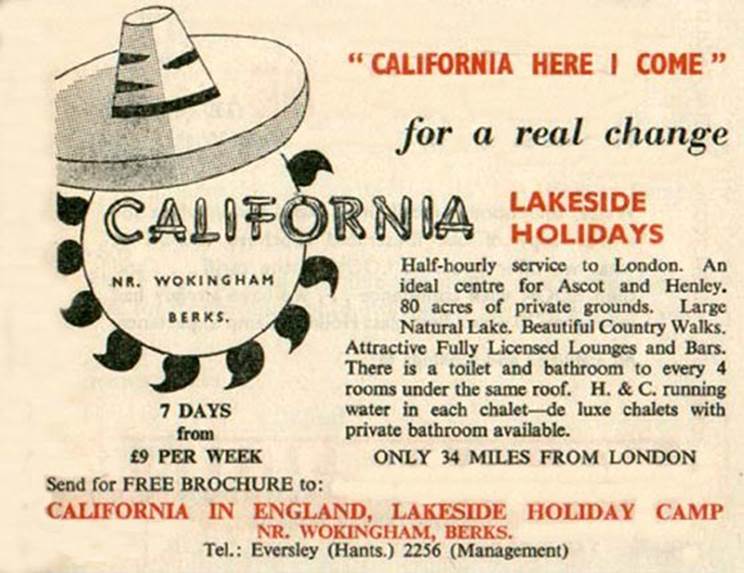 "CALIFORNIA HERE I COME"
for a real change
CALIFORNIA
NR. WOKINGHAM
BERKS.
LAKESIDE
HOLIDAYS
Half-hourly service to London. An
ideal centre for Ascot and Henley.
80 acres of private grounds. Large
Natural Lake. Beautiful Country Walks.
Attractive Fully Licensed Lounges and Bars.
There is a toilet and bathroom to every 4
rooms under the same roof. H. & C. running
water in each chalet—de luxe chalets with
private bathroom available.
7 DAYS
from
£9 PER WEEK
ONLY 34 MILES FROM LONDON
Send for FREE BROCHURE to:
CALIFORNIA IN ENGLAND, LAKESIDE HOLIDAY CAMP
NR. WOKINGHAM, BERKS.
Tel.: Eversley (Hants.) 2256 (Management)